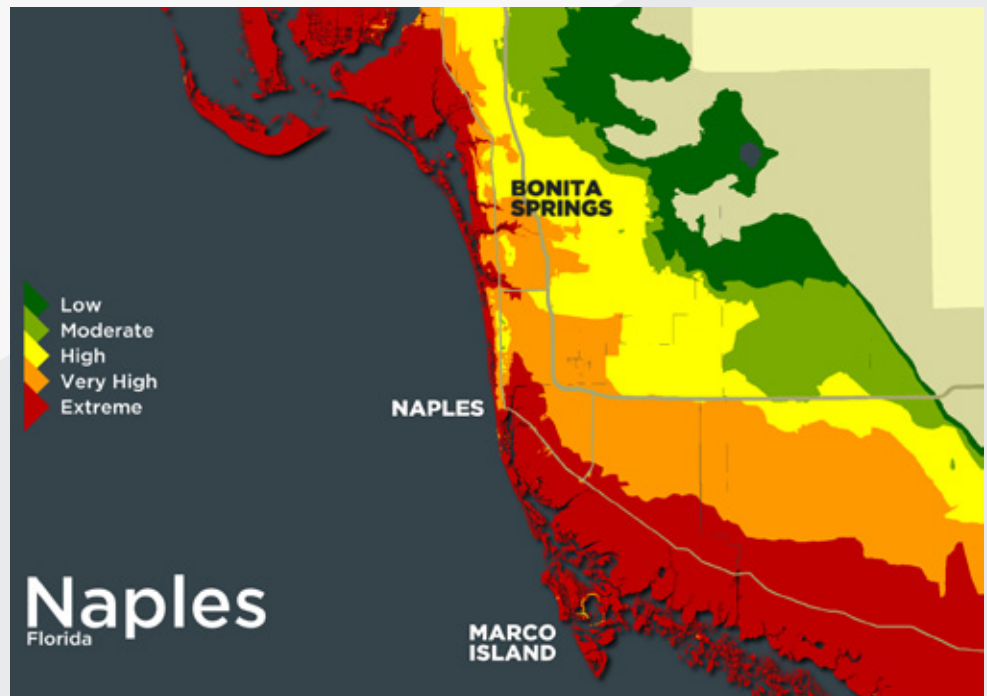 BONITA
SPRINGS
Low
Moderate
High
Very High
Extreme
NAPLES
Naples
Florida
MARCO
ISLAND